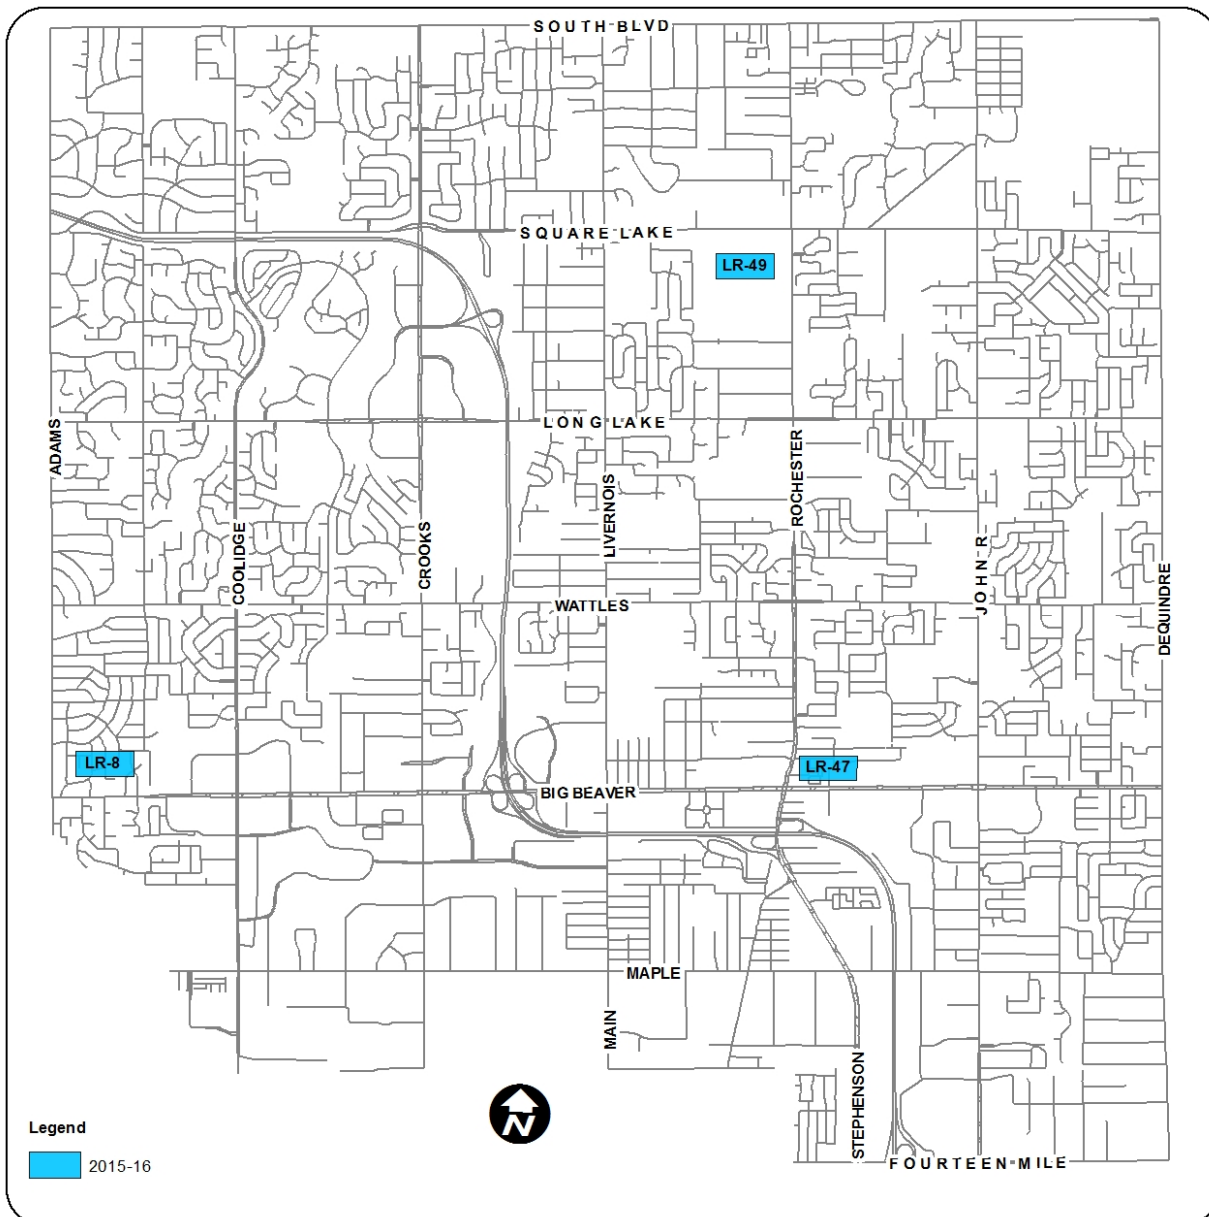 SOUTH BLVD
SQUARE LAKE
LR-49
LONG LAKE
ADAMS
ROCHESTER
LIVERNOIS
COOLIDGE
CROOKS
JOHN R
DEQUINDRE
WATTLES
LR-8
LR-47
BIG BEAVER
MAPLE
MAIN
STEPHENSON
N
Legend
2015-16
FOURTEEN MILE